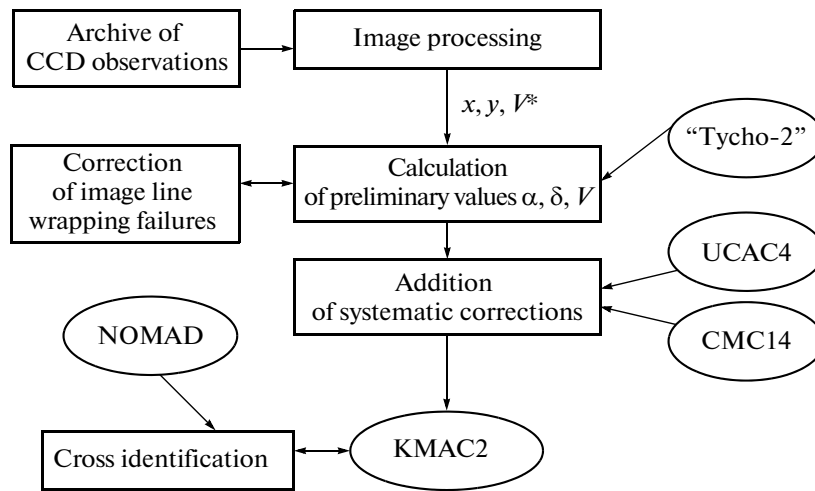 Archive of
CCD observations
Image processing
x, y, V*
"Tycho-2"
Correction
of image line
wrapping failures
Calculation
of preliminary values α, δ, V
UCAC4
Addition
of systematic corrections
NOMAD
CMC14
Cross identification
KMAC2